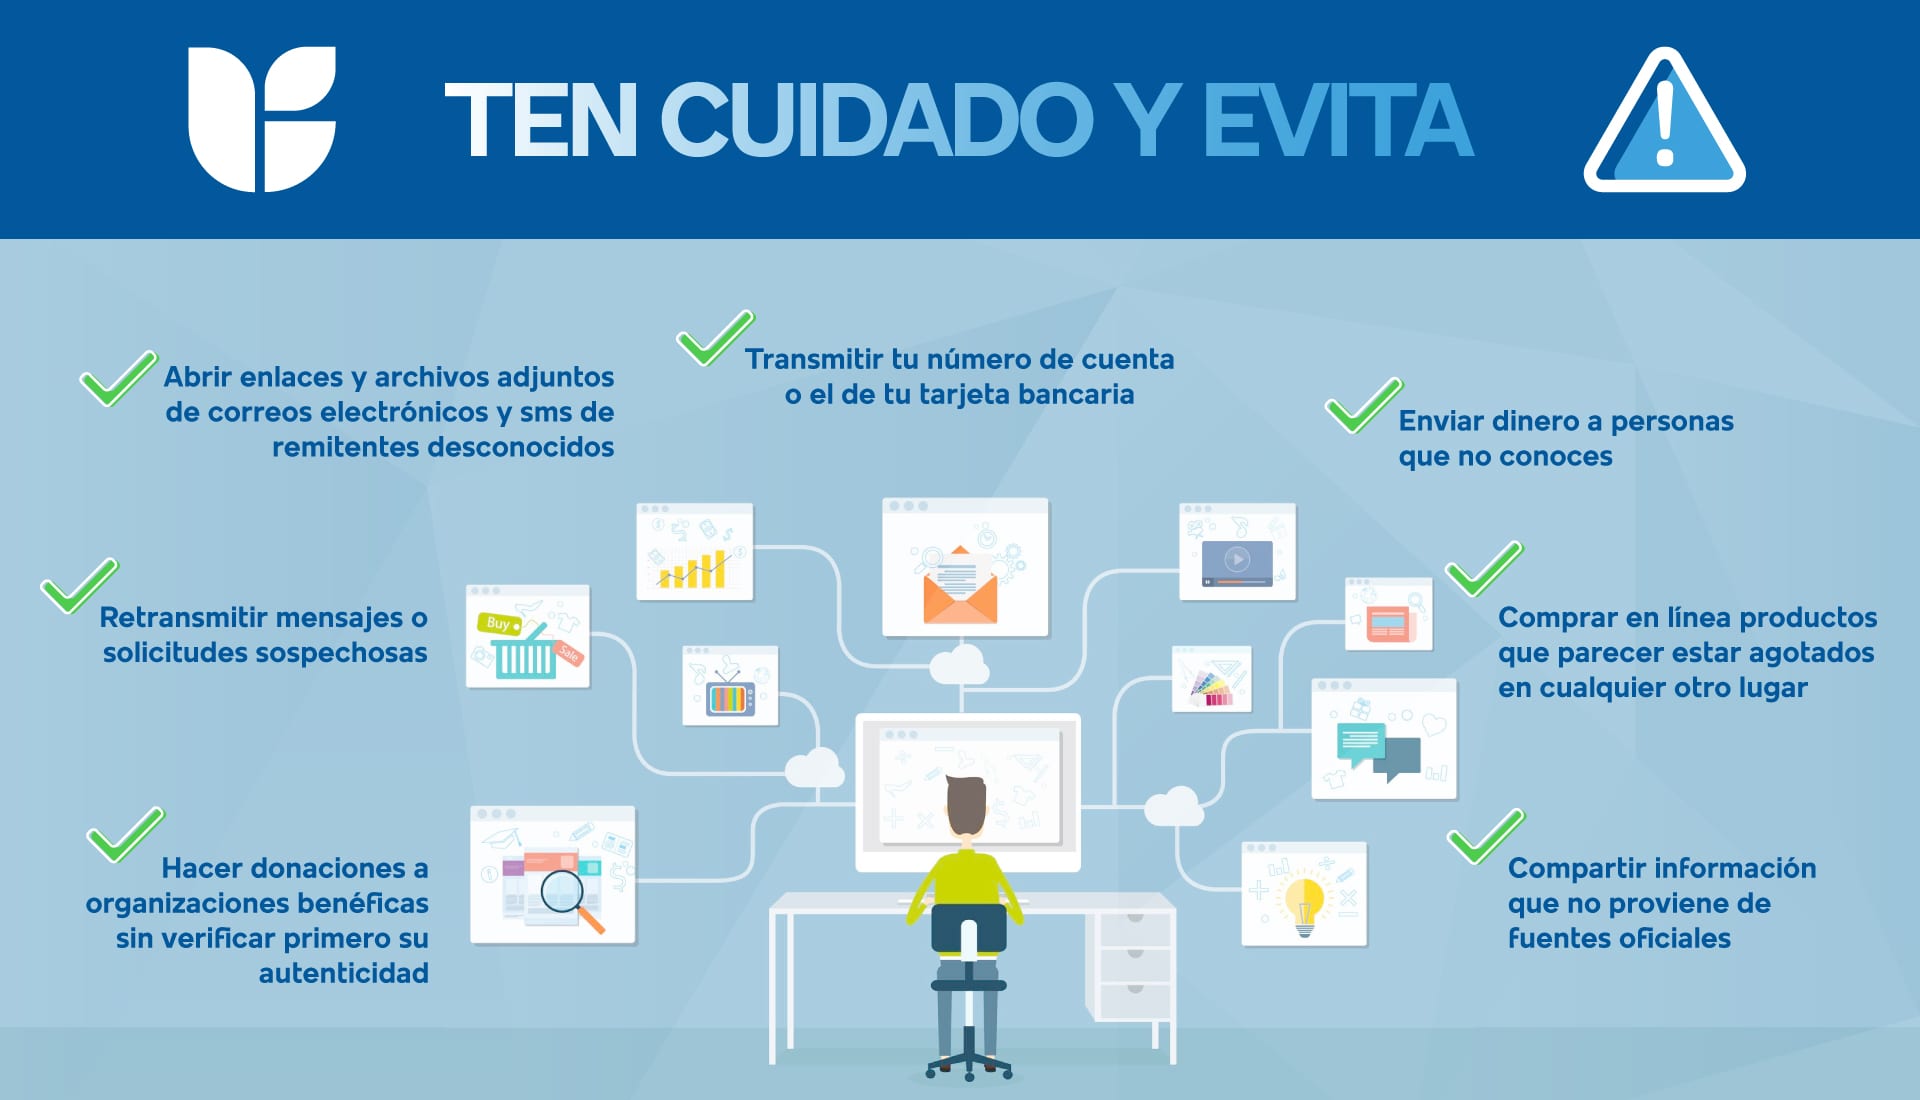 TEN CUIDADO Y EVITA
Abrir enlaces y archivos adjuntos
de correos electrónicos y sms de
remitentes desconocidos
Transmitir tu número de cuenta
o el de tu tarjeta bancaria
Enviar dinero a personas
que no conoces
Retransmitir mensajes o
solicitudes sospechosas
Buy
Sale
Comprar en línea productos
que parecer estar agotados
en cualquier otro lugar
Hacer donaciones a
organizaciones benéficas
sin verificar primero su
autenticidad
Compartir información
que no proviene de
fuentes oficiales